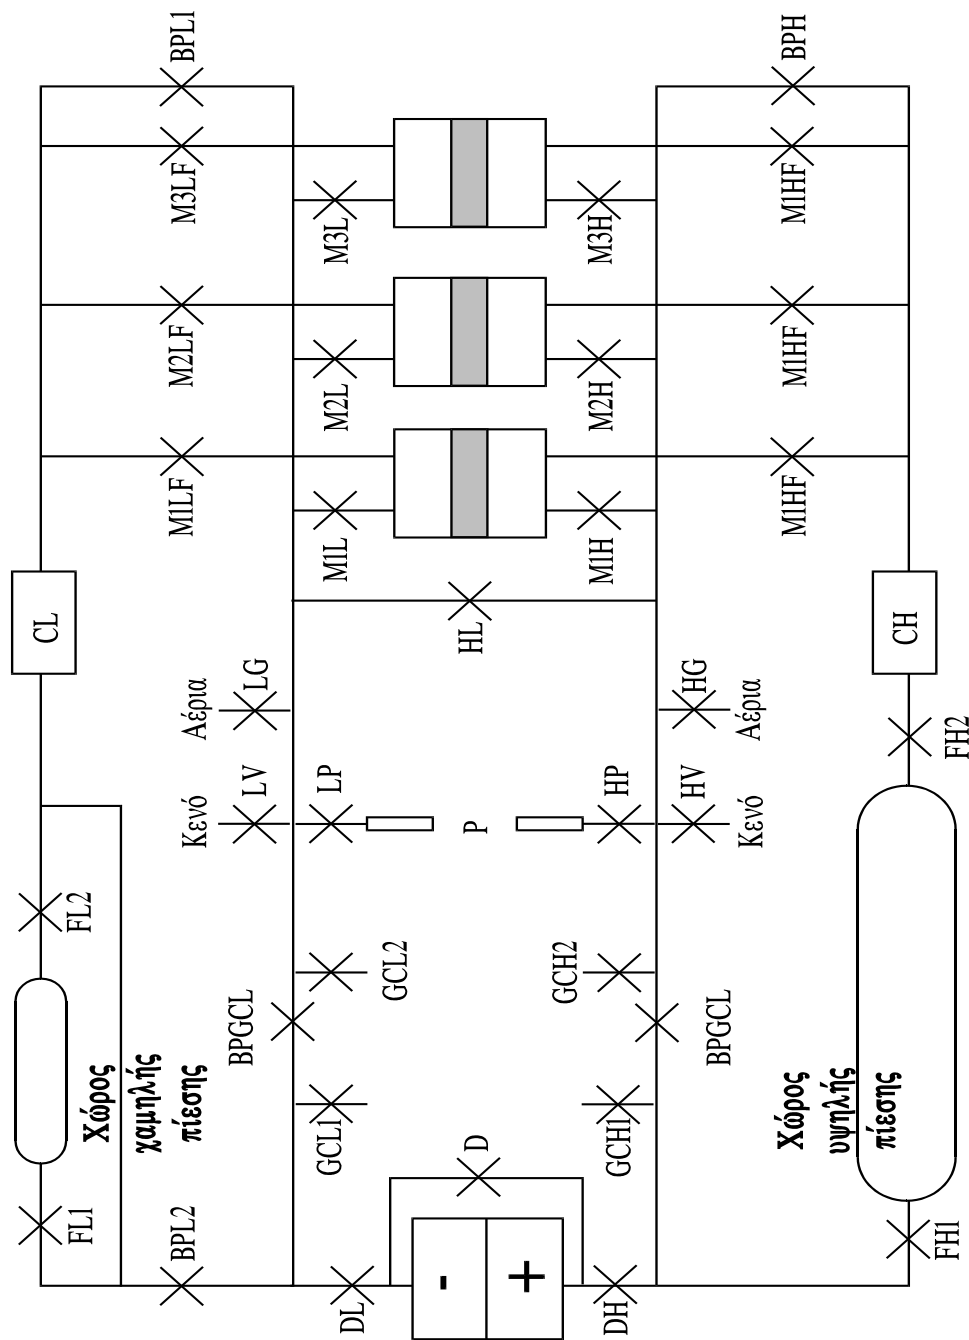 CL
FL1
FL2
Χώρος
χαμηλής
πίεσης
BPL2
M1LF
M2LF
M3LF
BPL1
Κενό
Αέρια
BPGCL
LV
LG
GCL1
LP
M1L
M2L
M3L
DL
GCL2
-
D
P
HL
+
GCH2
DH
GCH1
HP
M1H
M2H
M3H
HV
HG
BPGCL
Κενό
Αέρια
Χώρος
υψηλής
πίεσης
M1HF
M1HF
M1HF
BPH
CH
FH1
FH2